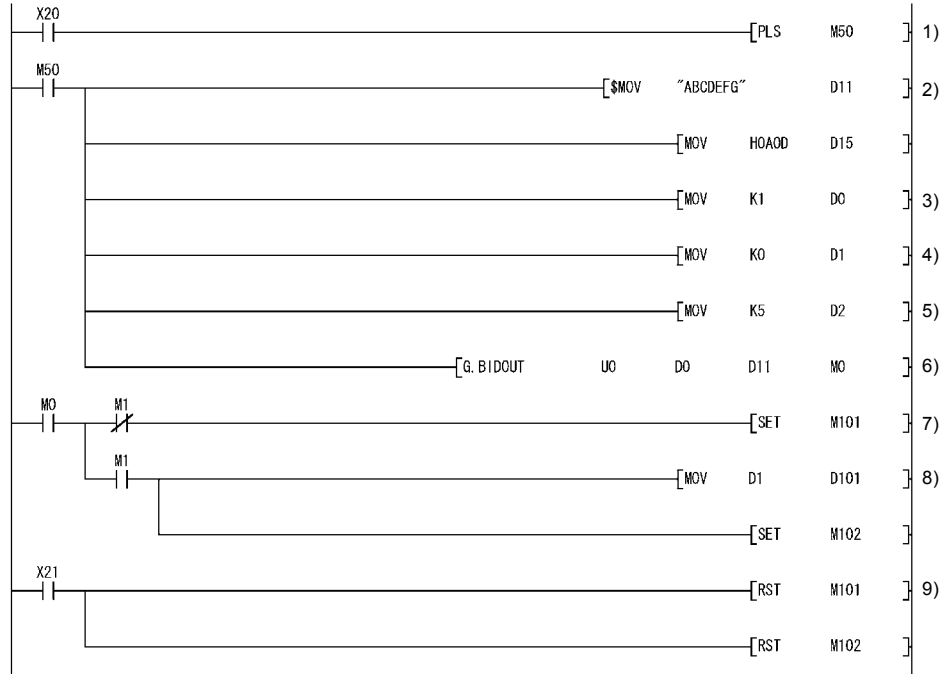 X20
[PLS M50 ] 1)
M50
[$MOV "ABCDEFG" D11 ] 2)
[MOV H0A0D D15 ]
[MOV K1 D0 ] 3)
[MOV K0 D1 ] 4)
[MOV K5 D2 ] 5)
[G.BIDOUT U0 D0 D11 M0 ] 6)
M0 M1
[SET M101 ] 7)
M1
[MOV D1 D101 ] 8)
[SET M102 ]
X21
[RST M101 ] 9)
[RST M102 ]